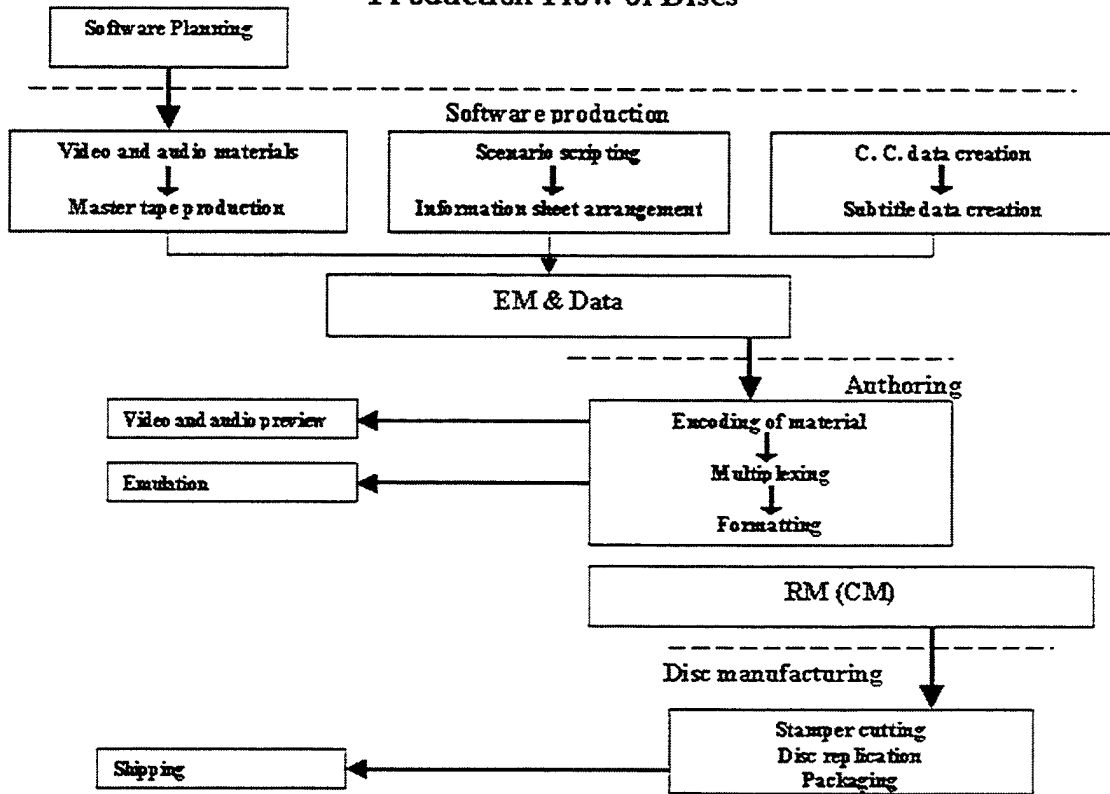 Production Flow of Discs
Software Planning
Software production
Video and audio materials
Master tape production
Scenario scripting
Information sheet arrangement
C. C. data creation
Subtitle data creation
EM & Data
Authoring
Video and audio preview
Encoding of material
Emulation
Multiplexing
Formatting
RM (CM)
Disc manufacturing
Stamper cutting
Disc replication
Packaging
Shipping